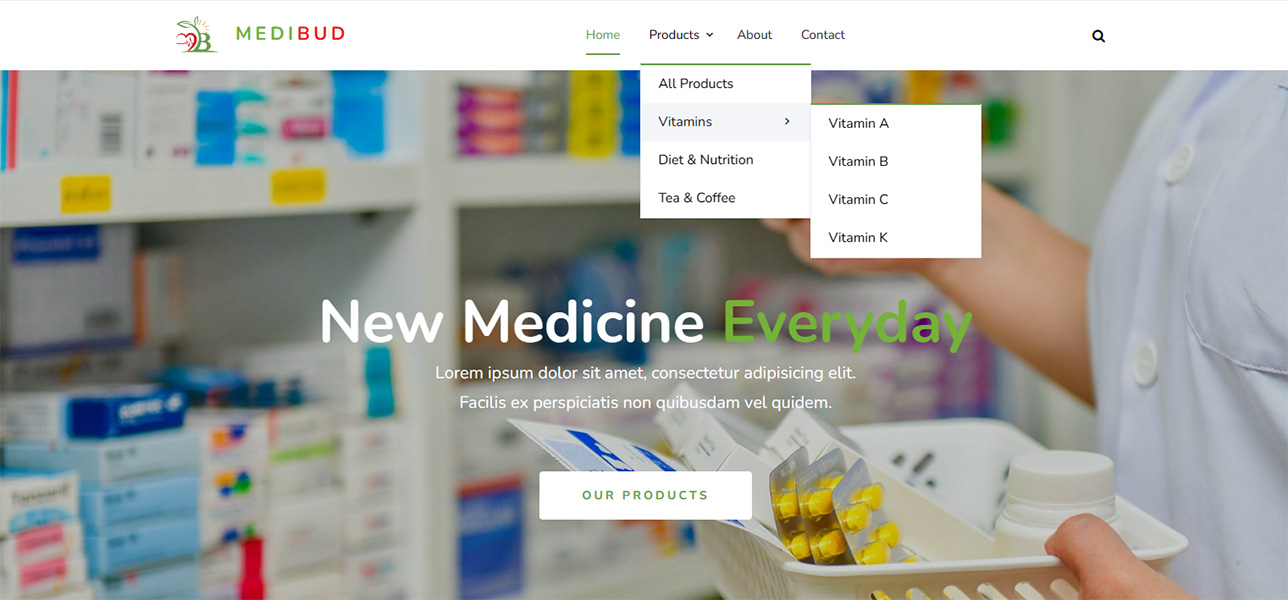 MEDIBUD
Home
Products
About
Contact
All Products
Vitamins
Diet & Nutrition
Tea & Coffee
Vitamin A
Vitamin B
Vitamin C
Vitamin K
New Medicine Everyday
Lorem ipsum dolor sit amet, consectetur adipisicing elit.
Facilis ex perspiciatis non quibusdam vel quidem.
OUR PRODUCTS